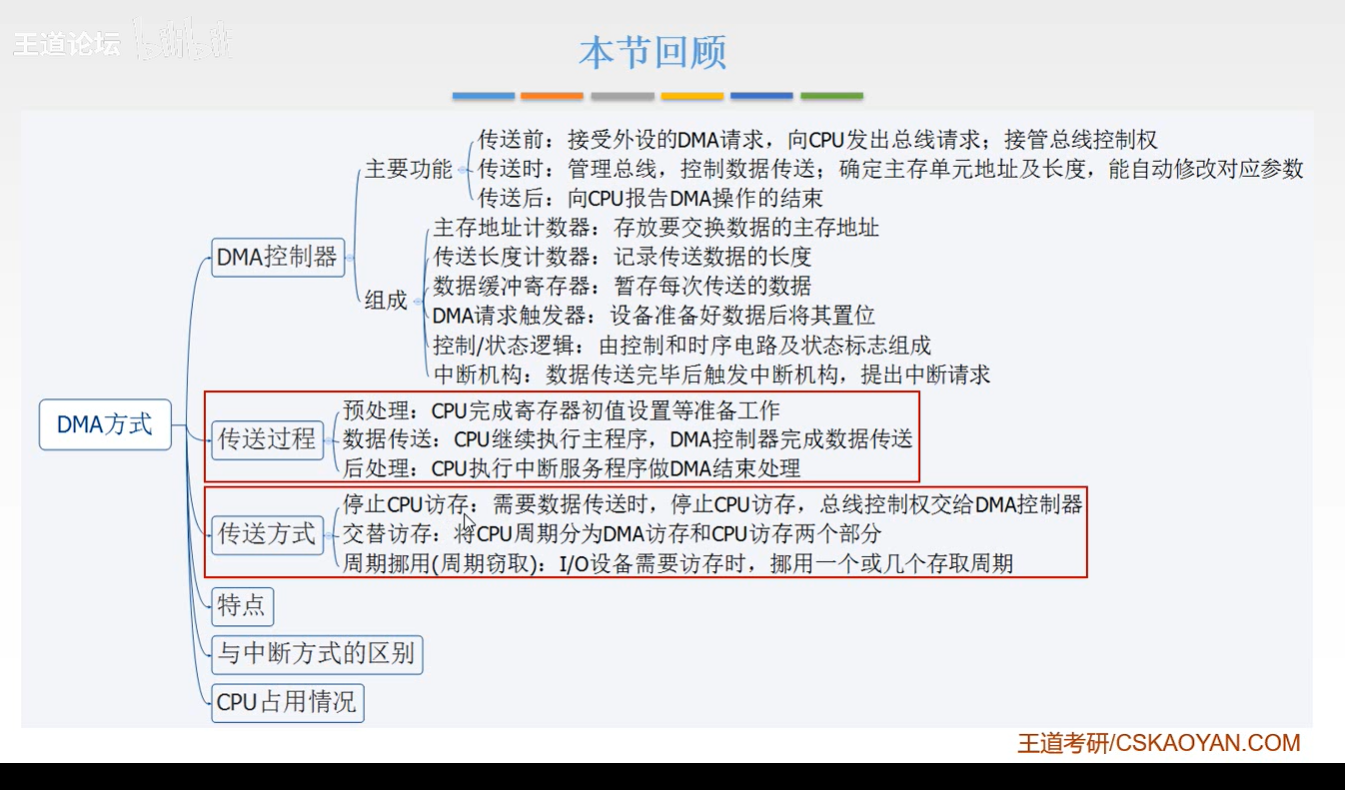 王道论坛 bilibili
本节回顾
传送前：接受外设的DMA请求，向CPU发出总线请求；接管总线控制权
主要功能
传送时：管理总线，控制数据传送；确定主存单元地址及长度，能自动修改对应参数
传送后：向CPU报告DMA操作的结束
主存地址计数器：存放要交换数据的主存地址
DMA控制器
传送长度计数器：记录传送数据的长度
数据缓冲寄存器：暂存每次传送的数据
组成
DMA请求触发器：设备准备好数据后将其置位
控制/状态逻辑：由控制和时序电路及状态标志组成
中断机构：数据传送完毕后触发中断机构，提出中断请求
DMA方式
预处理：CPU完成寄存器初值设置等准备工作
传送过程
数据传送：CPU继续执行主程序，DMA控制器完成数据传送
后处理：CPU执行中断服务程序做DMA结束处理
停止CPU访存：需要数据传送时，停止CPU访存，总线控制权交给DMA控制器
传送方式
交替访存：将CPU周期分为DMA访存和CPU访存两个部分
周期挪用(周期窃取)：I/O设备需要访存时，挪用一个或几个存取周期
特点
与中断方式的区别
CPU占用情况
王道考研/CSKAOYAN.COM